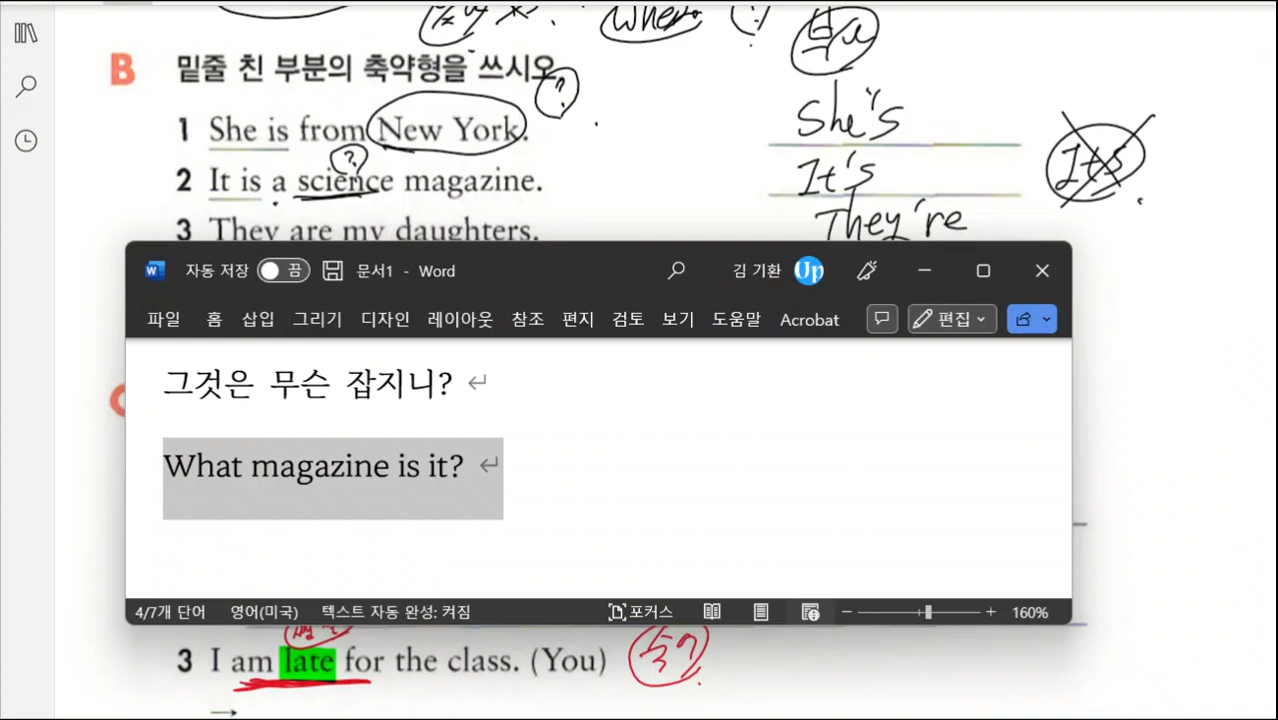 When
부사
B 밑줄 친 부분의 축약형을 쓰시오
?
1 She is from New York. She's
?
2 It is a science magazine. It's Its
3 They are my daughters. They're
자동 저장 끔 문서1 - Word 김 기환 Up
파일 홈 삽입 그리기 디자인 레이아웃 참조 편지 검토 보기 도움말 Acrobat 편집
그것은 무슨 잡지니?
What magazine is it?
4/7개 단어 영어(미국) 텍스트 자동 완성: 켜짐 포커스 160%
3 I am late for the class. (You)
→